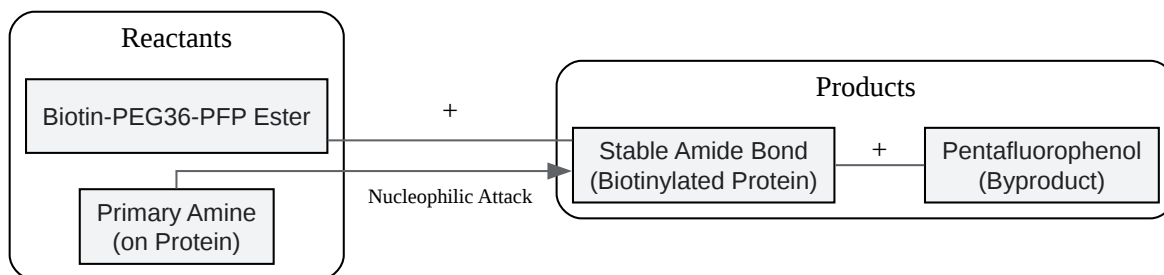 Reactants
Biotin-PEG36-PFP Ester
Primary Amine
(on Protein)
+
Nucleophilic Attack
Products
Stable Amide Bond
(Biotinylated Protein)
+
Pentafluorophenol
(Byproduct)